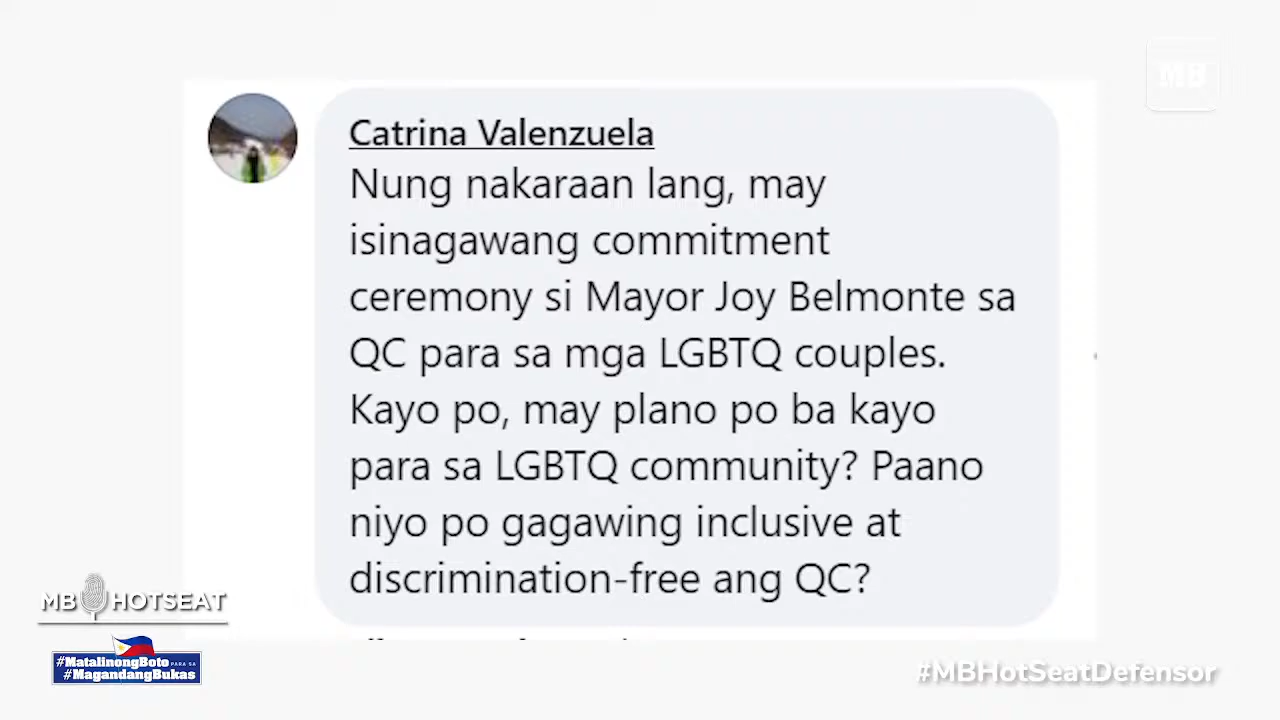 MB
Catrina Valenzuela
Nung nakaraan lang, may
isinagawang commitment
ceremony si Mayor Joy Belmonte sa
QC para sa mga LGBTQ couples.
Kayo po, may plano po ba kayo
para sa LGBTQ community? Paano
niyo po gagawing inclusive at
discrimination-free ang QC?
MB HOTSEAT
#MatalinongBoto PARA SA
#MagandangBukas
#MBHotSeatDefensor